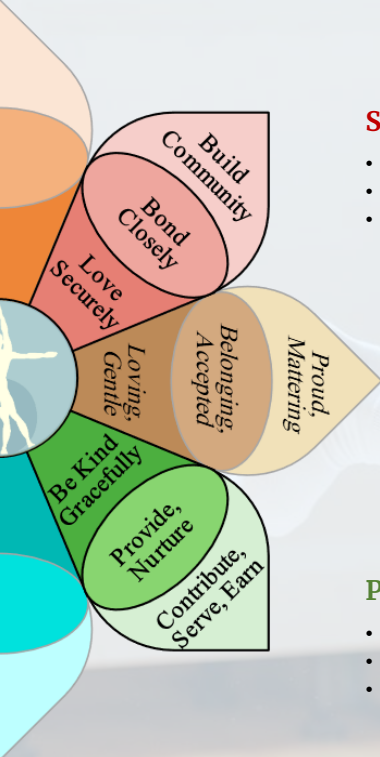 Build
Community
Bond
Closely
Love
Securely
Proud,
Mattering
Belonging,
Accepted
Loving,
Gentle
Be Kind
Gracefully
Provide,
Nurture
Contribute,
Serve, Earn
S
P